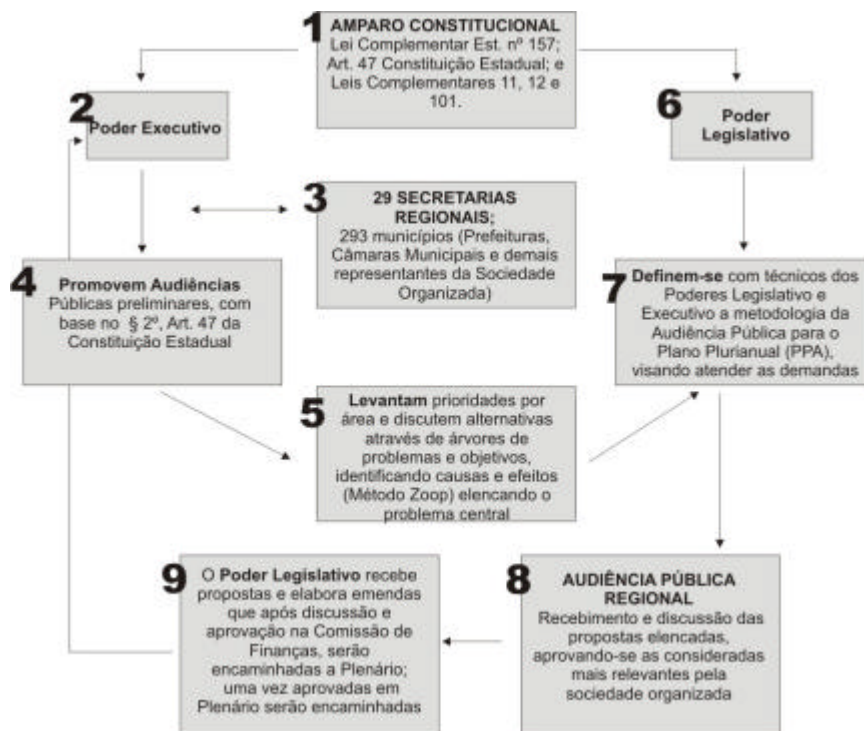 1
AMPARO CONSTITUCIONAL
Lei Complementar Est. nº 157;
Art. 47 Constituição Estadual; e
Leis Complementares 11, 12 e
101.
2
Poder Executivo
6
Poder
Legislativo
3
29 SECRETARIAS
REGIONAIS;
293 municípios (Prefeituras,
Câmaras Municipais e demais
representantes da Sociedade
Organizada)
4
Promovem Audiências
Públicas preliminares, com
base no § 2º, Art. 47 da
Constituição Estadual
7
Definem-se com técnicos dos
Poderes Legislativo e
Executivo a metodologia da
Audiência Pública para o
Plano Plurianual (PPA),
visando atender as demandas
5
Levantam prioridades por
área e discutem alternativas
através de árvores de
problemas e objetivos,
identificando causas e efeitos
(Método Zoop) elencando o
problema central
9
O Poder Legislativo recebe
propostas e elabora emendas
que após discussão e
aprovação na Comissão de
Finanças, serão
encaminhadas a Plenário;
uma vez aprovadas em
Plenário serão encaminhadas
8
AUDIÊNCIA PÚBLICA
REGIONAL
Recebimento e discussão das
propostas elencadas,
aprovando-se as consideradas
mais relevantes pela
sociedade organizada